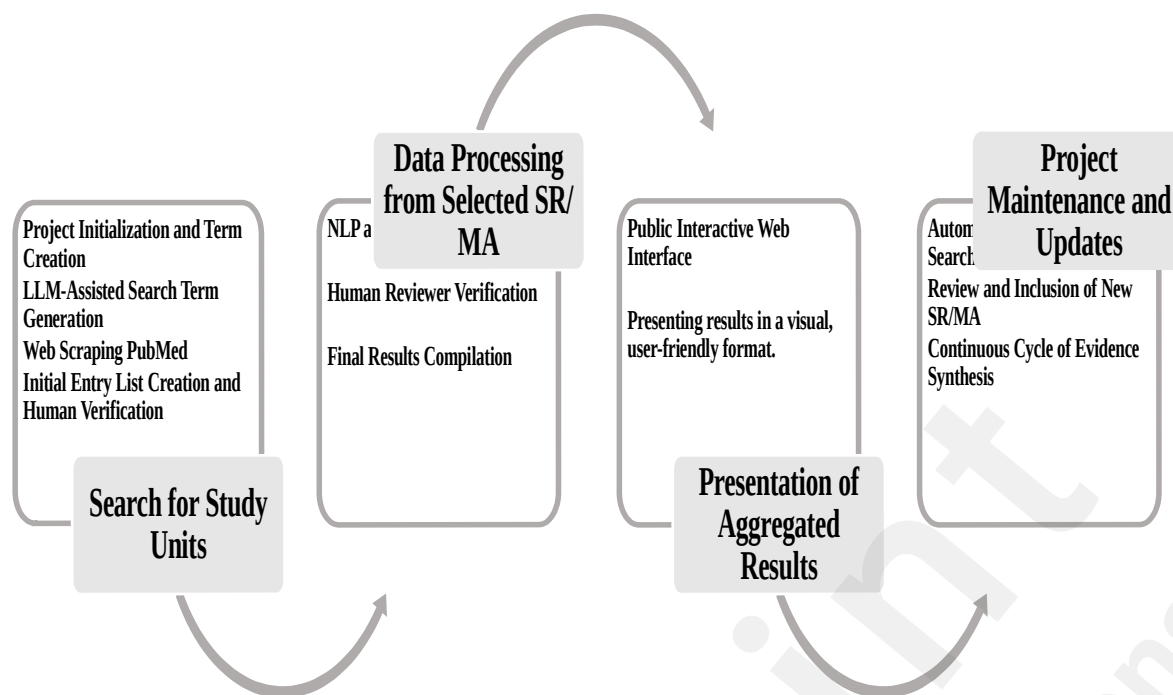 Project Initialization and Term
Creation
LLM-Assisted Search Term
Generation
Web Scraping PubMed
Initial Entry List Creation and
Human Verification
Search for Study
Units
Data Processing
from Selected SR/
MA
NLP a
Human Reviewer Verification
Final Results Compilation
Public Interactive Web
Interface
Presenting results in a visual,
user-friendly format.
Presentation of
Aggregated
Results
Project
Maintenance and
Updates
Autom
Search
Review and Inclusion of New
SR/MA
Continuous Cycle of Evidence
Synthesis
int